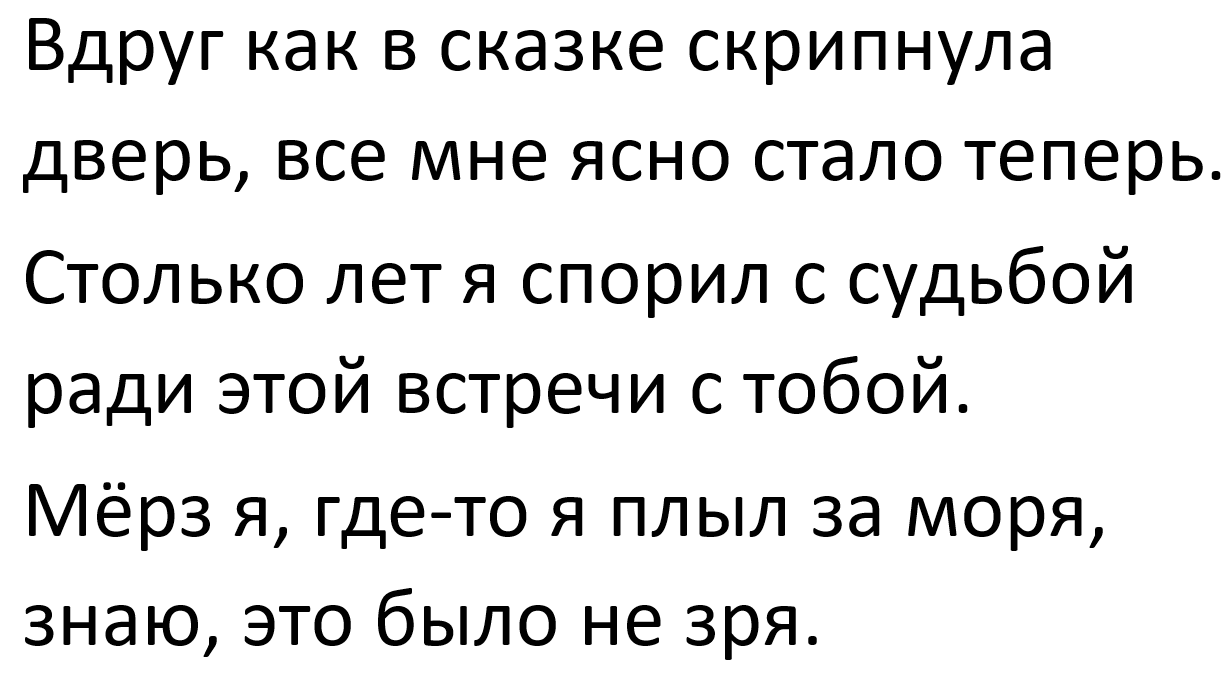 Вдруг как в сказке скрипнула
дверь, все мне ясно стало теперь.
Столько лет я спорил с судьбой
ради этой встречи с тобой.
Мёрз я, где-то я плыл за моря,
знаю, это было не зря.